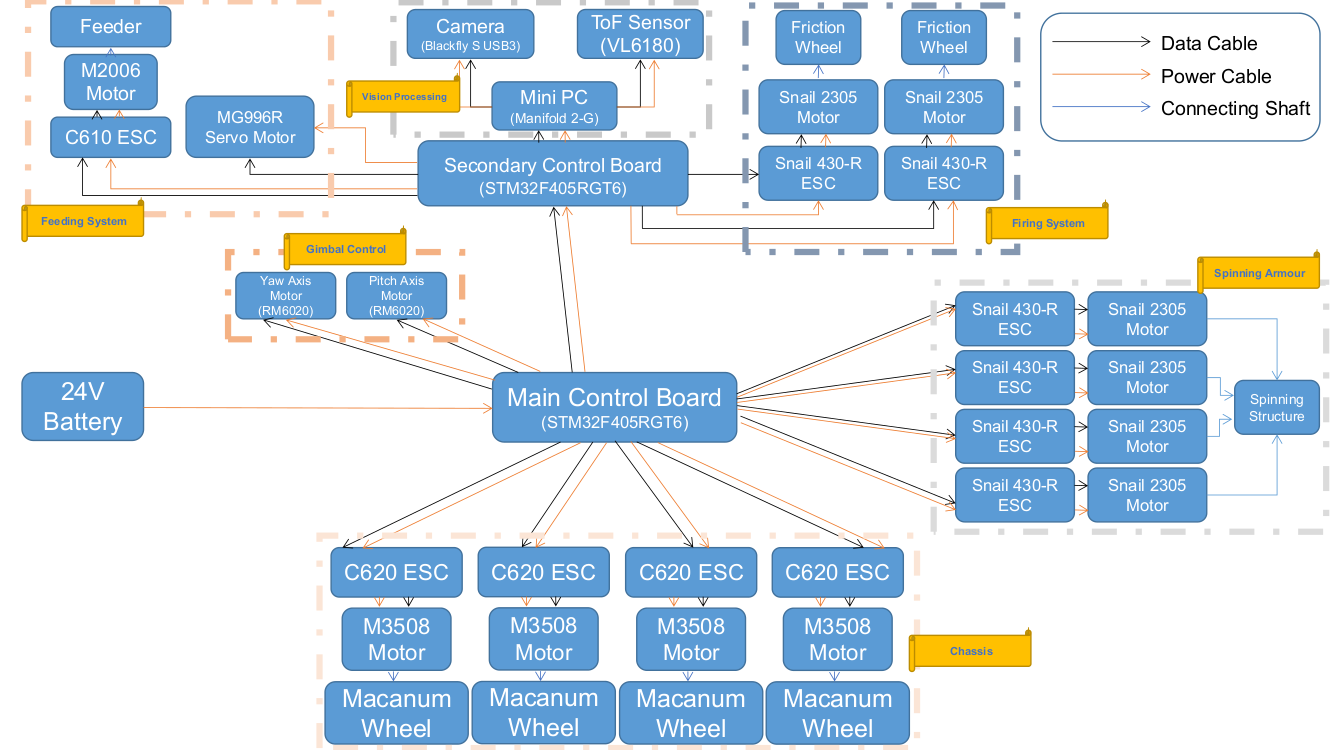 Feeder
M2006
Motor
C610 ESC
MG996R
Servo Motor
Feeding System
Camera
(Blackfly S USB3)
ToF Sensor
(VL6180)
Vision Processing
Mini PC
(Manifold 2-G)
Secondary Control Board
(STM32F405RGT6)
Friction
Wheel
Friction
Wheel
Snail 2305
Motor
Snail 2305
Motor
Snail 430-R
ESC
Snail 430-R
ESC
Firing System
Data Cable
Power Cable
Connecting Shaft
Gimbal Control
Yaw Axis
Motor
(RM6020)
Pitch Axis
Motor
(RM6020)
24V
Battery
Main Control Board
(STM32F405RGT6)
Spinning Armour
Snail 430-R
ESC
Snail 2305
Motor
Snail 430-R
ESC
Snail 2305
Motor
Snail 430-R
ESC
Snail 2305
Motor
Snail 430-R
ESC
Snail 2305
Motor
Spinning
Structure
C620 ESC
C620 ESC
C620 ESC
C620 ESC
M3508
Motor
M3508
Motor
M3508
Motor
M3508
Motor
Macanum
Wheel
Macanum
Wheel
Macanum
Wheel
Macanum
Wheel
Chassis